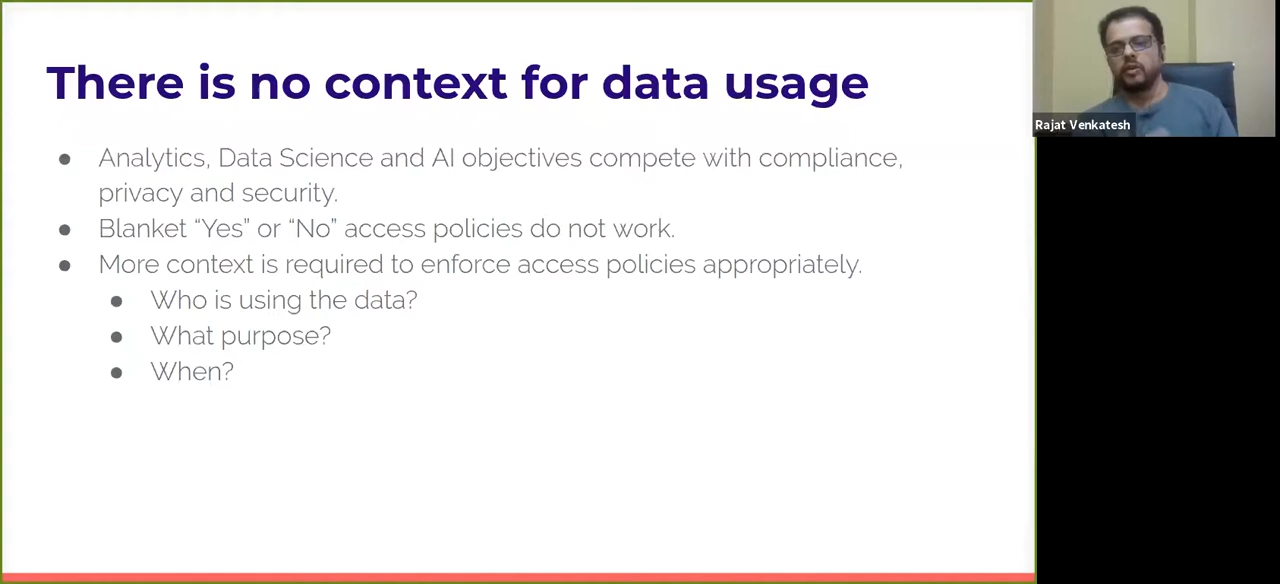 There is no context for data usage
Analytics, Data Science and AI objectives compete with compliance,
privacy and security.
Blanket “Yes” or “No” access policies do not work.
More context is required to enforce access policies appropriately.
Who is using the data?
What purpose?
When?
Rajat Venkatesh